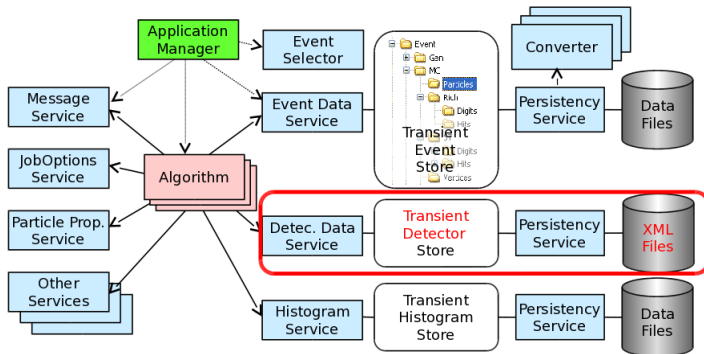 Application
Manager
Event
Selector
Converter
Message
Service
Event Data
Service
Event
Gen
MC
Particles
Rich
Digits
Hits
Digits
Hits
Vertices
Transient
Event
Store
Persistency
Service
Data
Files
JobOptions
Service
Algorithm
Particle Prop.
Service
Detec. Data
Service
Transient
Detector
Store
Persistency
Service
XML
Files
Other
Services
Histogram
Service
Transient
Histogram
Store
Persistency
Service
Data
Files